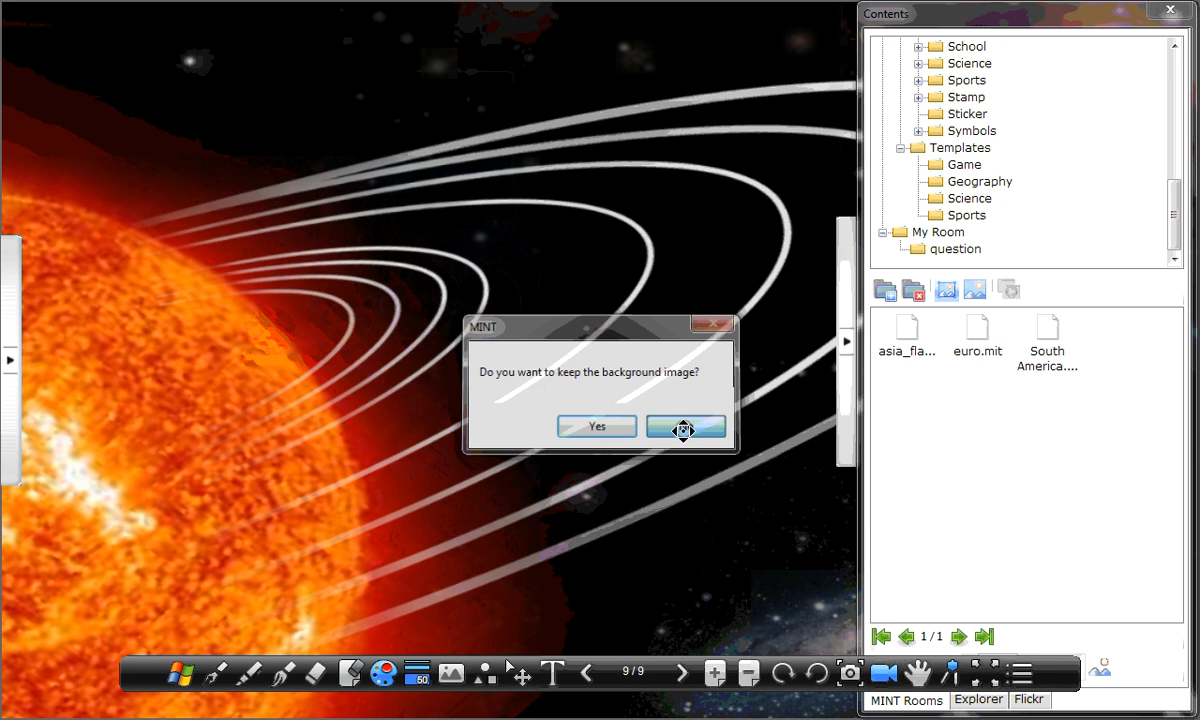 Contents
School
Science
Sports
Stamp
Sticker
Symbols
Templates
Game
Geography
Science
Sports
My Room
question
asia_fla...
euro.mit
South
America....
MINT
Do you want to keep the background image?
Yes
1 / 1
50
T
9 / 9
MINT Rooms
Explorer
Flickr